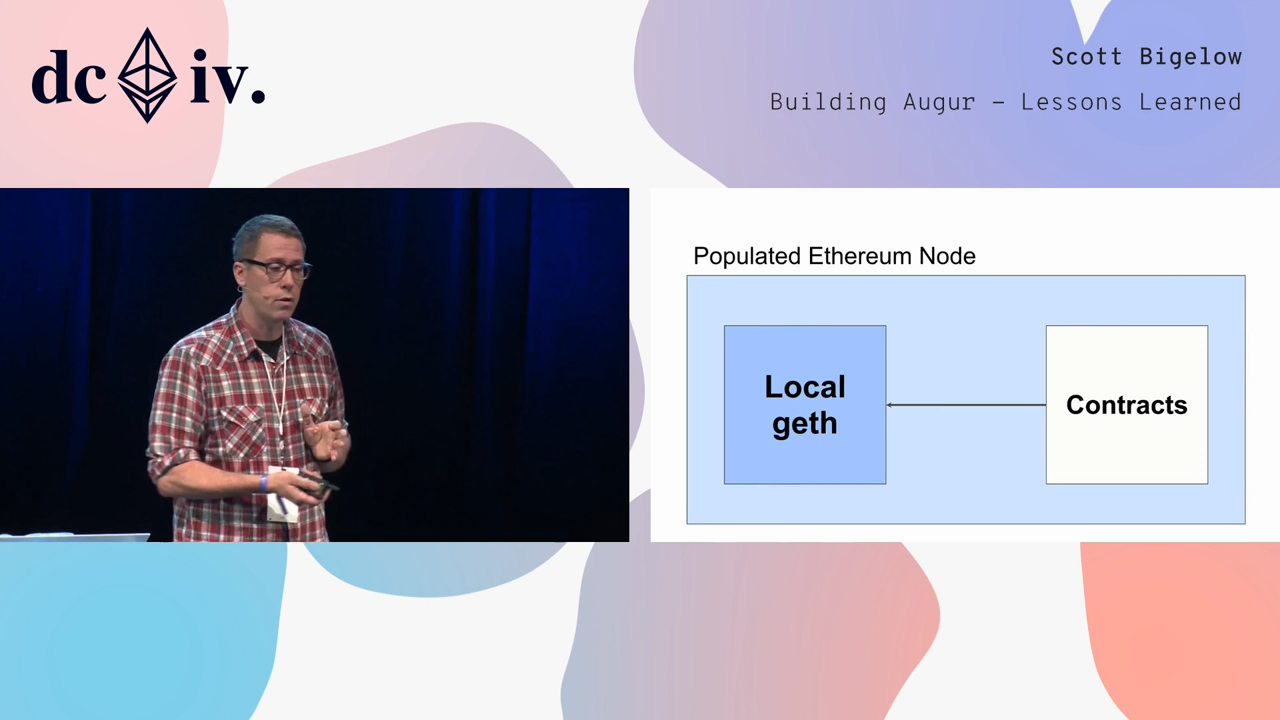 dc iv.
Scott Bigelow
Building Augur – Lessons Learned
Populated Ethereum Node
Local
geth
Contracts